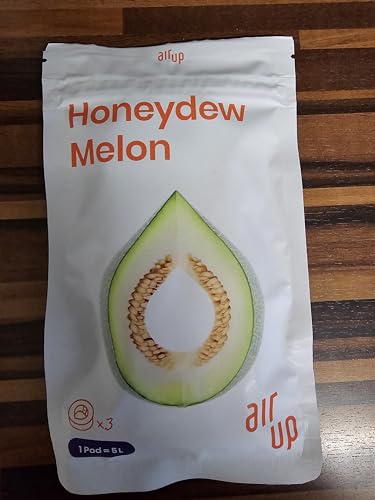 air up
Honeydew
Melon
x3
1 Pod = 5 L
air
up